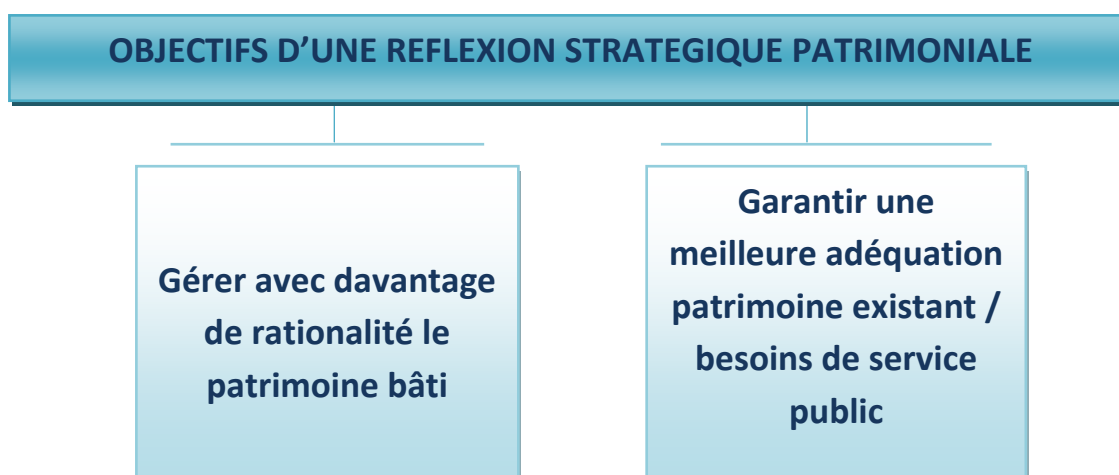 OBJECTIFS D’UNE REFLEXION STRATEGIQUE PATRIMONIALE
Gérer avec davantage
de rationalité le
patrimoine bâti
Garantir une
meilleure adéquation
patrimoine existant /
besoins de service
public